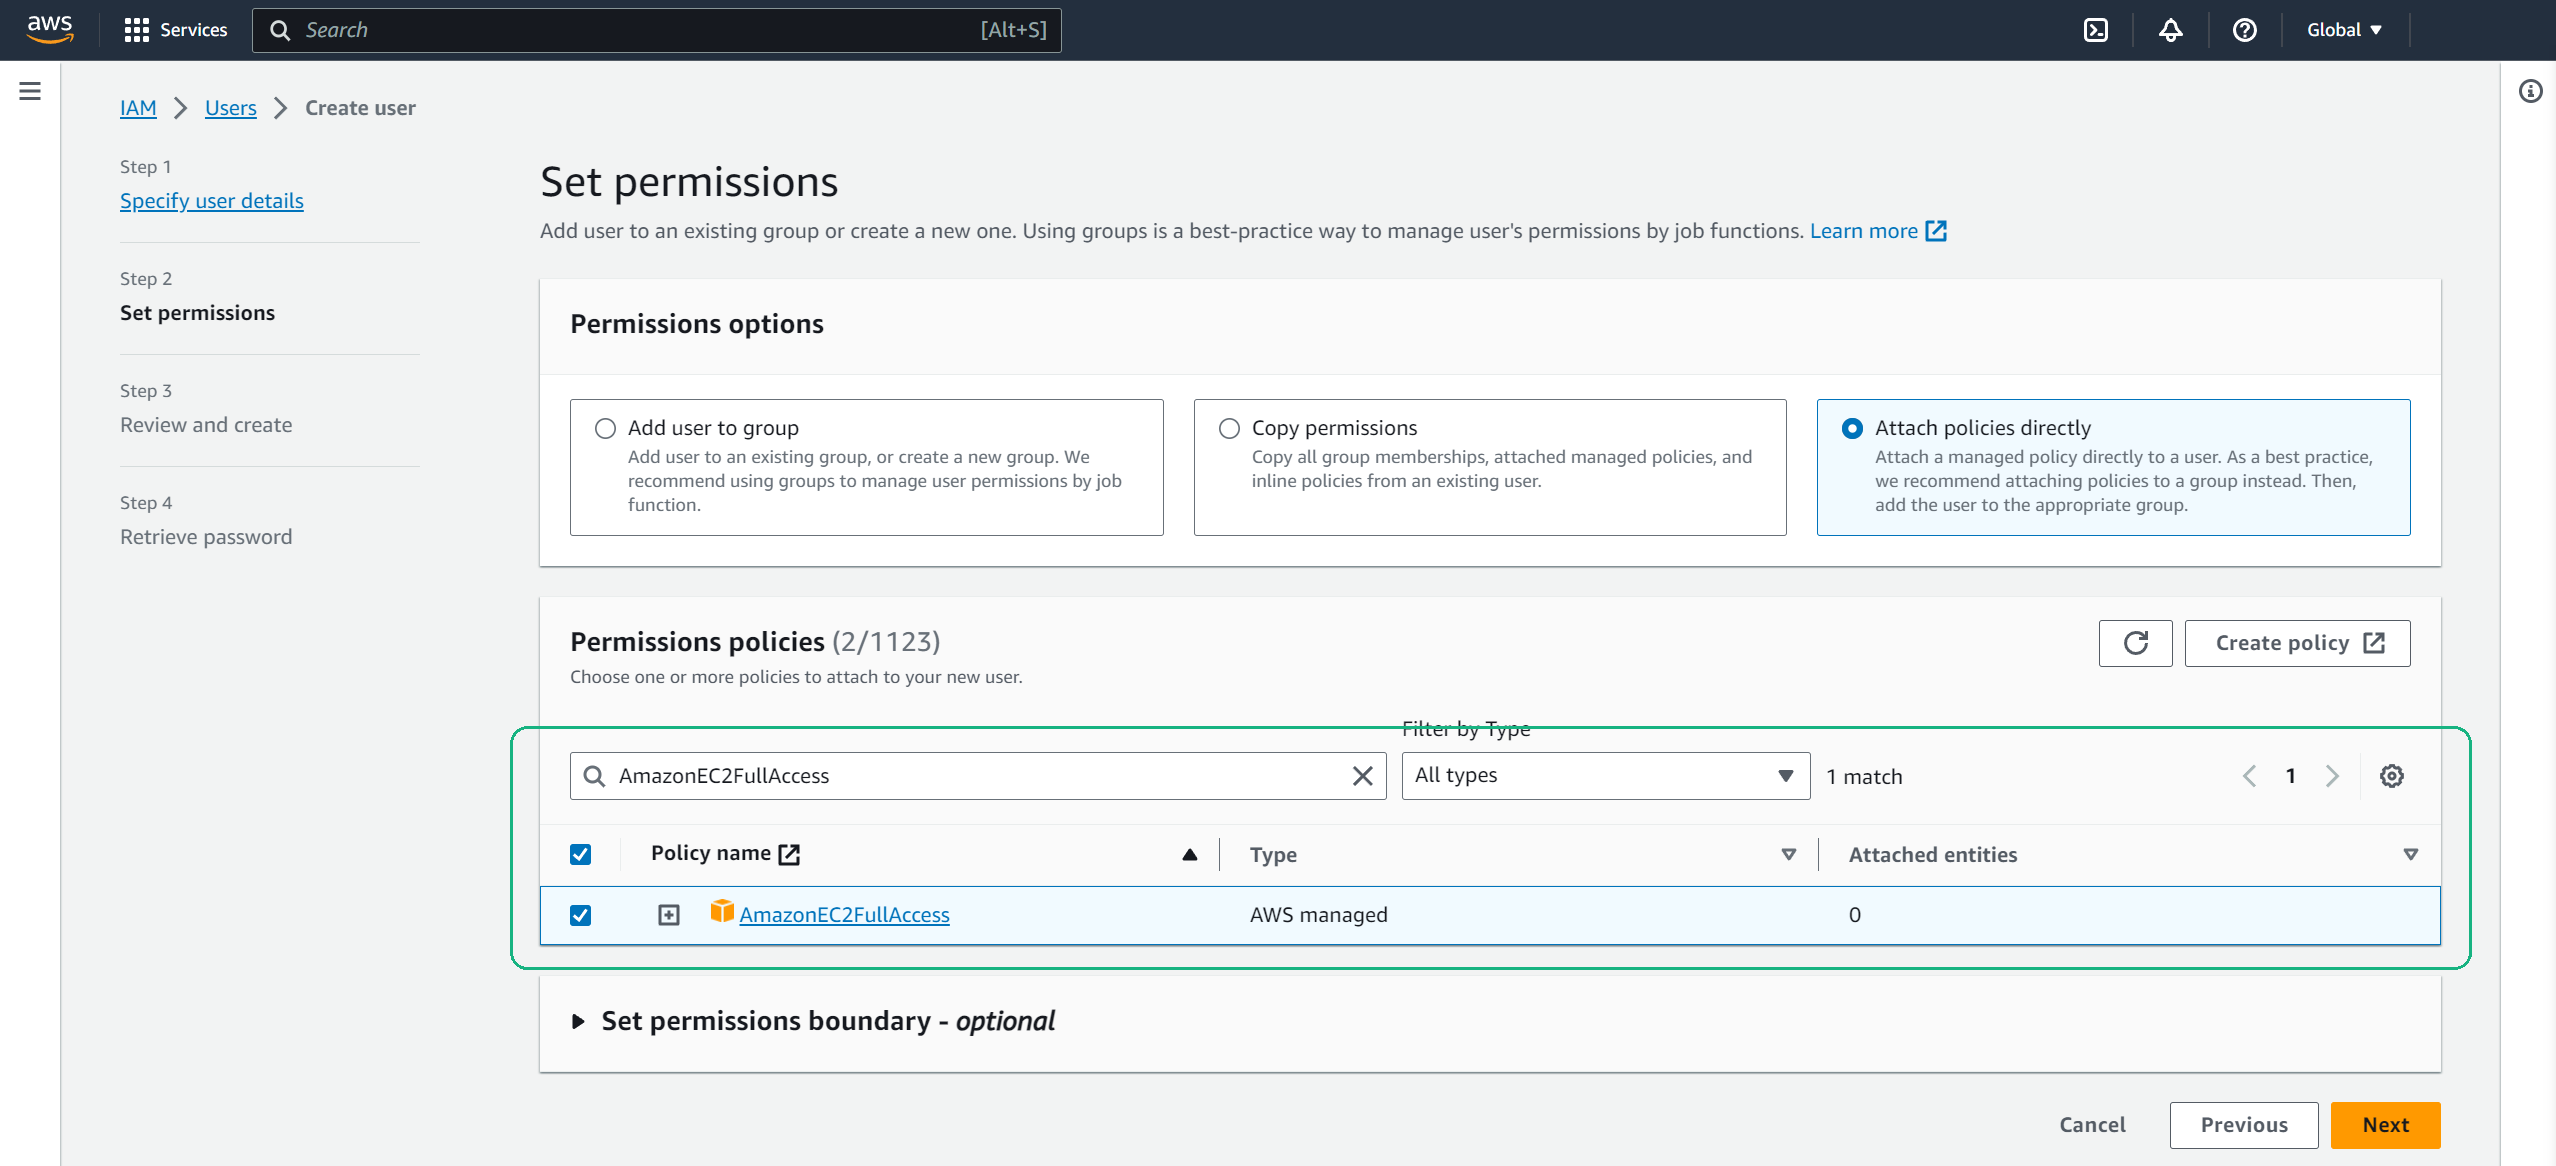 aws Services Search [Alt+S] Global
IAM Users Create user
Step 1
Specify user details
Step 2
Set permissions
Step 3
Review and create
Step 4
Retrieve password
Set permissions
Add user to an existing group or create a new one. Using groups is a best-practice way to manage user's permissions by job functions. Learn more
Permissions options
Add user to group
Add user to an existing group, or create a new group. We
recommend using groups to manage user permissions by job
function.
Copy permissions
Copy all group memberships, attached managed policies, and
inline policies from an existing user.
Attach policies directly
Attach a managed policy directly to a user. As a best practice,
we recommend attaching policies to a group instead. Then,
add the user to the appropriate group.
Permissions policies (2/1123)
Choose one or more policies to attach to your new user.
Create policy
Filter by Type
AmazonEC2FullAccess All types 1 match 1
Policy name Type Attached entities
AmazonEC2FullAccess AWS managed 0
Set permissions boundary - optional
Cancel Previous Next